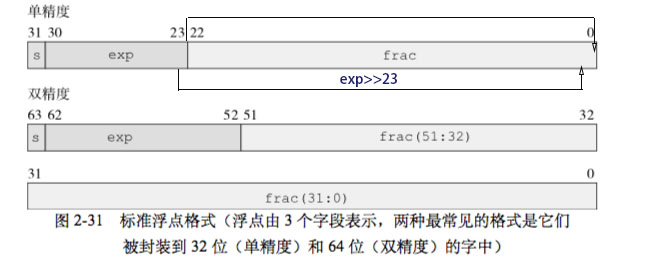 单精度
31 30 23 22 0
s exp frac
exp>>23
双精度
63 62 52 51 32
s exp frac(51:32)
31 0
frac(31:0)
图 2-31 标准浮点格式（浮点由 3 个字段表示，两种最常见的格式是它们
被封装到 32 位（单精度）和 64 位（双精度）的字中）